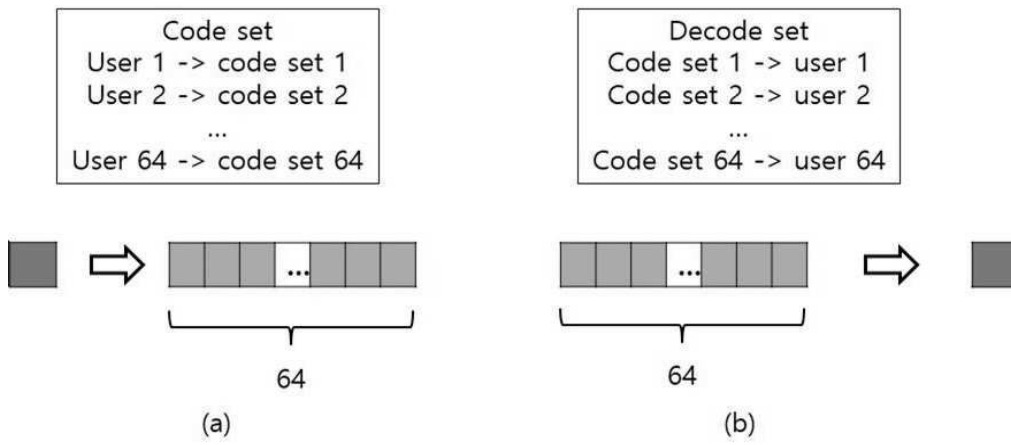 Code set
User 1 -> code set 1
User 2 -> code set 2
...
User 64 -> code set 64
Decode set
Code set 1 -> user 1
Code set 2 -> user 2
...
Code set 64 -> user 64
...
64
(a)
...
64
(b)